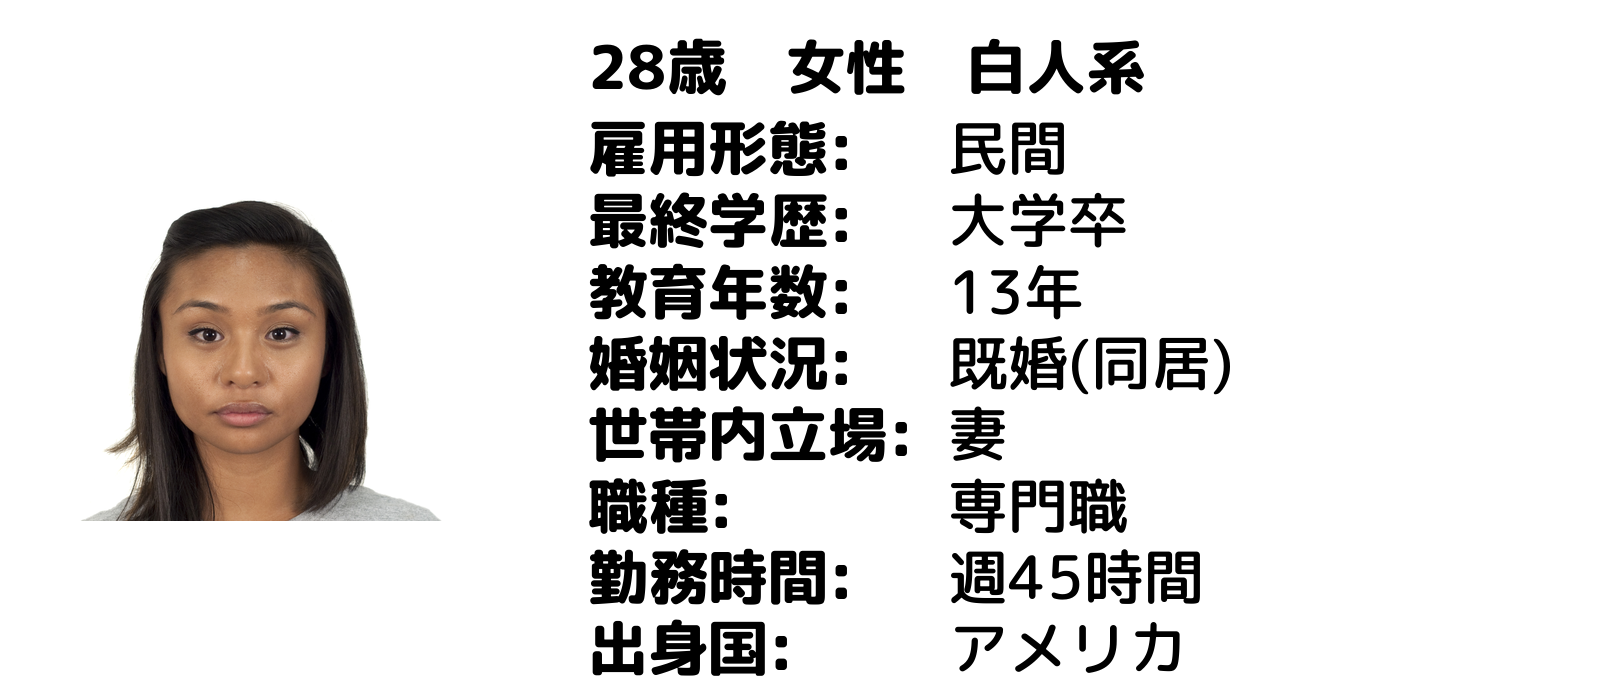 28歳　女性　白人系
雇用形態: 民間
最終学歴: 大学卒
教育年数: 13年
婚姻状況: 既婚(同居)
世帯内立場: 妻
職種: 専門職
勤務時間: 週45時間
出身国: アメリカ